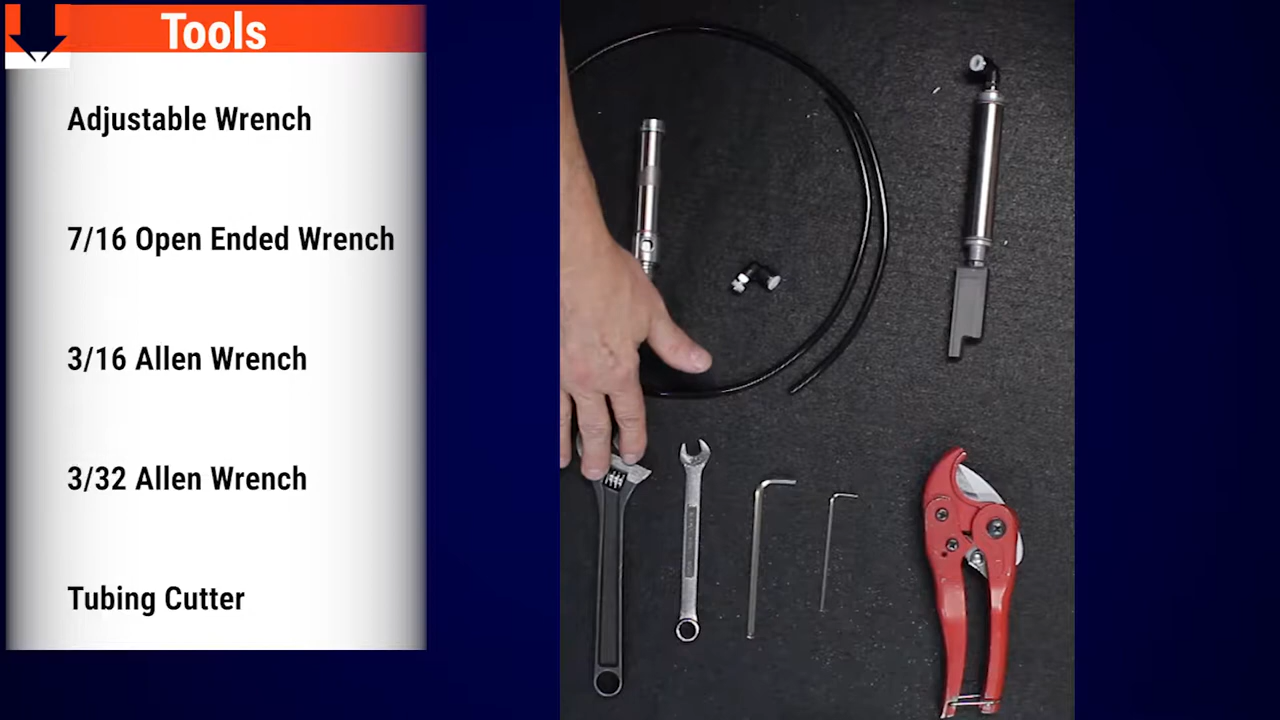 Tools
Adjustable Wrench
7/16 Open Ended Wrench
3/16 Allen Wrench
3/32 Allen Wrench
Tubing Cutter